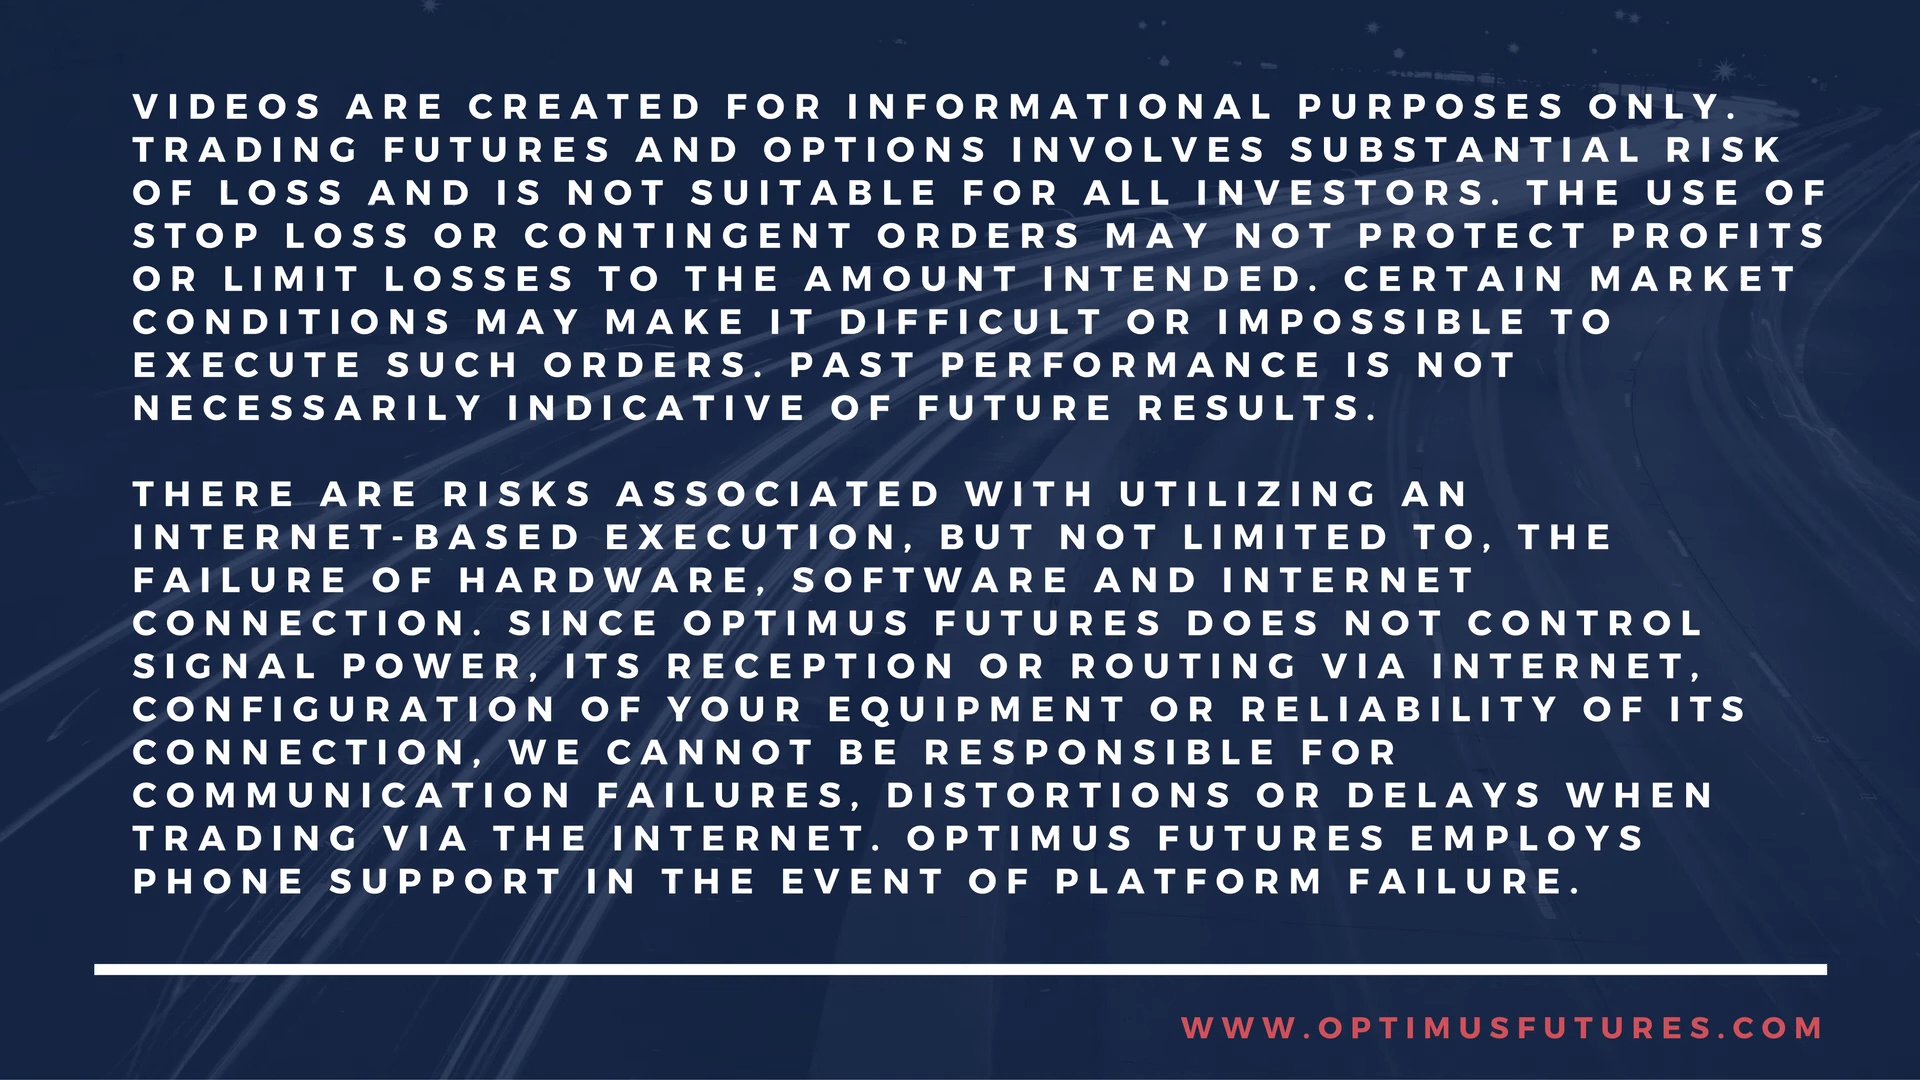 VIDEOS ARE CREATED FOR INFORMATIONAL PURPOSES ONLY.
TRADING FUTURES AND OPTIONS INVOLVES SUBSTANTIAL RISK
OF LOSS AND IS NOT SUITABLE FOR ALL INVESTORS. THE USE OF
STOP LOSS OR CONTINGENT ORDERS MAY NOT PROTECT PROFITS
OR LIMIT LOSSES TO THE AMOUNT INTENDED. CERTAIN MARKET
CONDITIONS MAY MAKE IT DIFFICULT OR IMPOSSIBLE TO
EXECUTE SUCH ORDERS. PAST PERFORMANCE IS NOT
NECESSARILY INDICATIVE OF FUTURE RESULTS.
THERE ARE RISKS ASSOCIATED WITH UTILIZING AN
INTERNET-BASED EXECUTION, BUT NOT LIMITED TO, THE
FAILURE OF HARDWARE, SOFTWARE AND INTERNET
CONNECTION. SINCE OPTIMUS FUTURES DOES NOT CONTROL
SIGNAL POWER, ITS RECEPTION OR ROUTING VIA INTERNET,
CONFIGURATION OF YOUR EQUIPMENT OR RELIABILITY OF ITS
CONNECTION, WE CANNOT BE RESPONSIBLE FOR
COMMUNICATION FAILURES, DISTORTIONS OR DELAYS WHEN
TRADING VIA THE INTERNET. OPTIMUS FUTURES EMPLOYS
PHONE SUPPORT IN THE EVENT OF PLATFORM FAILURE.
WWW.OPTIMUSFUTURES.COM